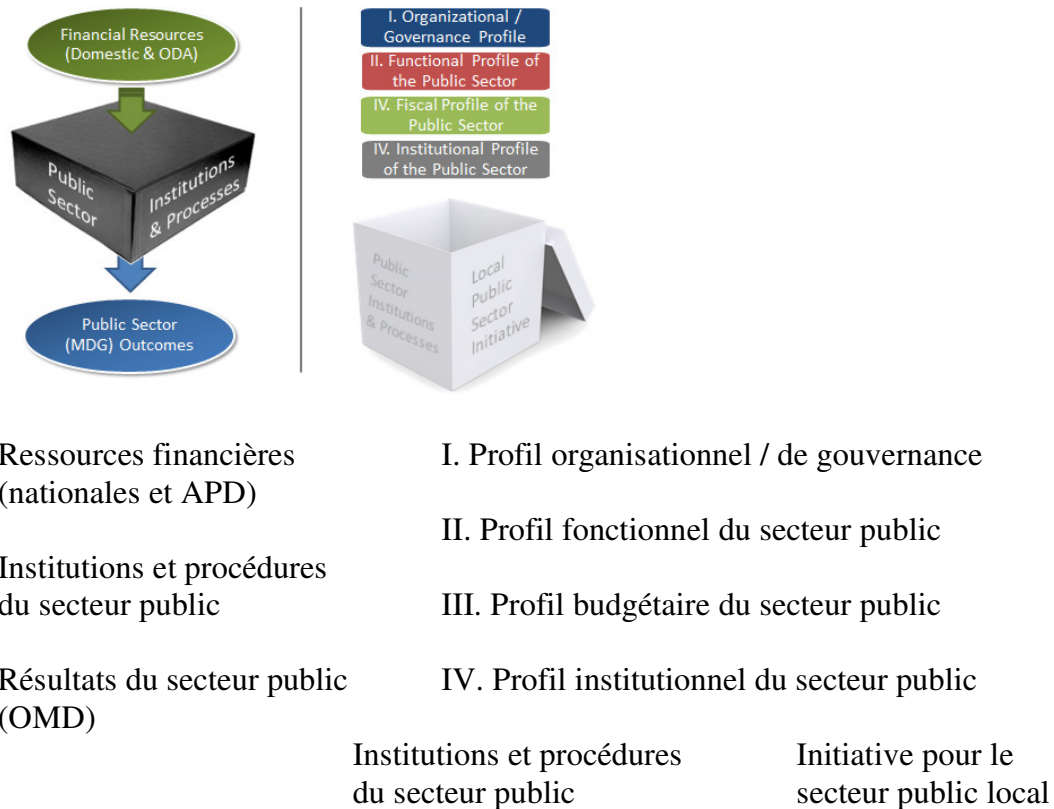 Financial Resources
(Domestic & ODA)
Public
Sector
Institutions
& Processes
Public Sector
(MDG) Outcomes
I. Organizational /
Governance Profile
II. Functional Profile of
the Public Sector
IV. Fiscal Profile of the
Public Sector
IV. Institutional Profile
of the Public Sector
Public
Sector
Institutions
& Processes
Local
Public
Sector
Initiative
Ressources financières
(nationales et APD)
Institutions et procédures
du secteur public
Résultats du secteur public
(OMD)
I. Profil organisationnel / de gouvernance
II. Profil fonctionnel du secteur public
III. Profil budgétaire du secteur public
IV. Profil institutionnel du secteur public
Institutions et procédures
du secteur public
Initiative pour le
secteur public local